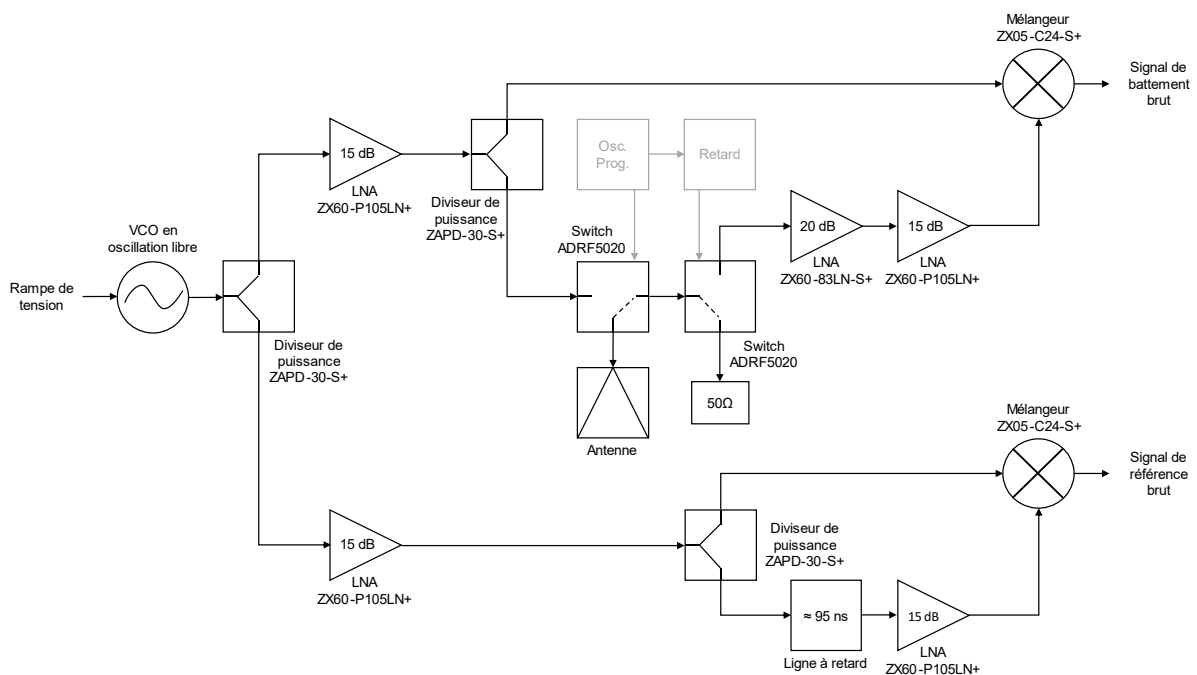 Mélangeur
ZX05-C24-S+
Signal de
battement
brut
15 dB
LNA
ZX60-P105LN+
Diviseur de
puissance
ZAPD-30-S+
Osc.
Prog.
Retard
Switch
ADRF5020
20 dB
LNA
ZX60-83LN-S+
15 dB
LNA
ZX60-P105LN+
VCO en
oscillation libre
Rampe de
tension
Diviseur de
puissance
ZAPD-30-S+
Switch
ADRF5020
50Ω
Antenne
Mélangeur
ZX05-C24-S+
Signal de
référence
brut
15 dB
LNA
ZX60-P105LN+
Diviseur de
puissance
ZAPD-30-S+
≈ 95 ns
Ligne à retard
15 dB
LNA
ZX60-P105LN+